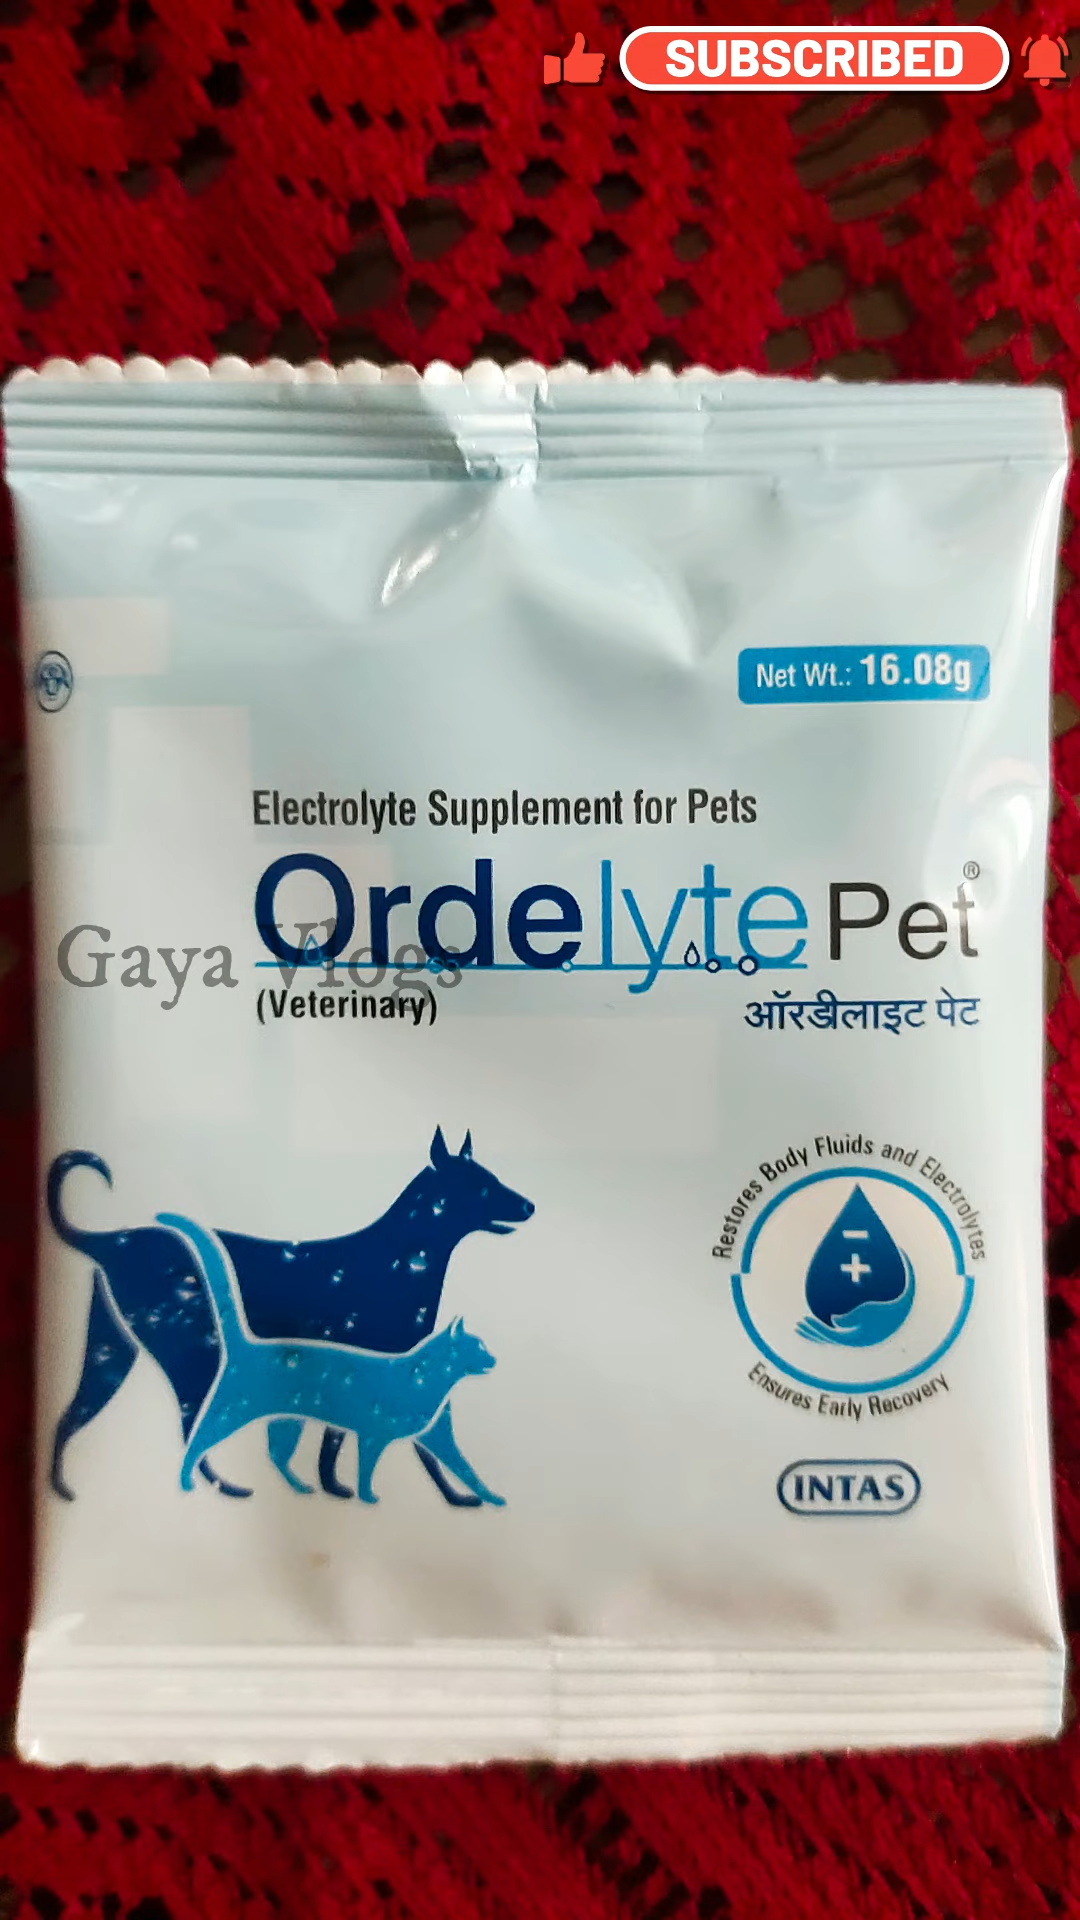 SUBSCRIBED
Net Wt.: 16.08g
Electrolyte Supplement for Pets
Ordelyte Pet®
Gaya Vlogs
(Veterinary)
ऑरडीलाइट पेट
Restores Body Fluids and Electrolytes
− +
Ensures Early Recovery
INTAS